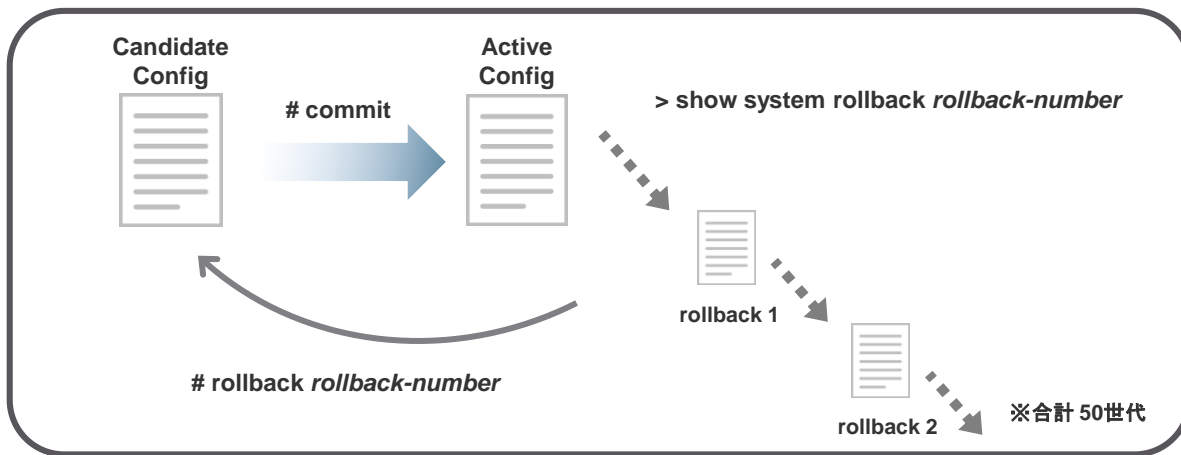 Candidate
Config
Active
Config
# commit
> show system rollback rollback-number
rollback 1
# rollback rollback-number
rollback 2
※合計 50世代